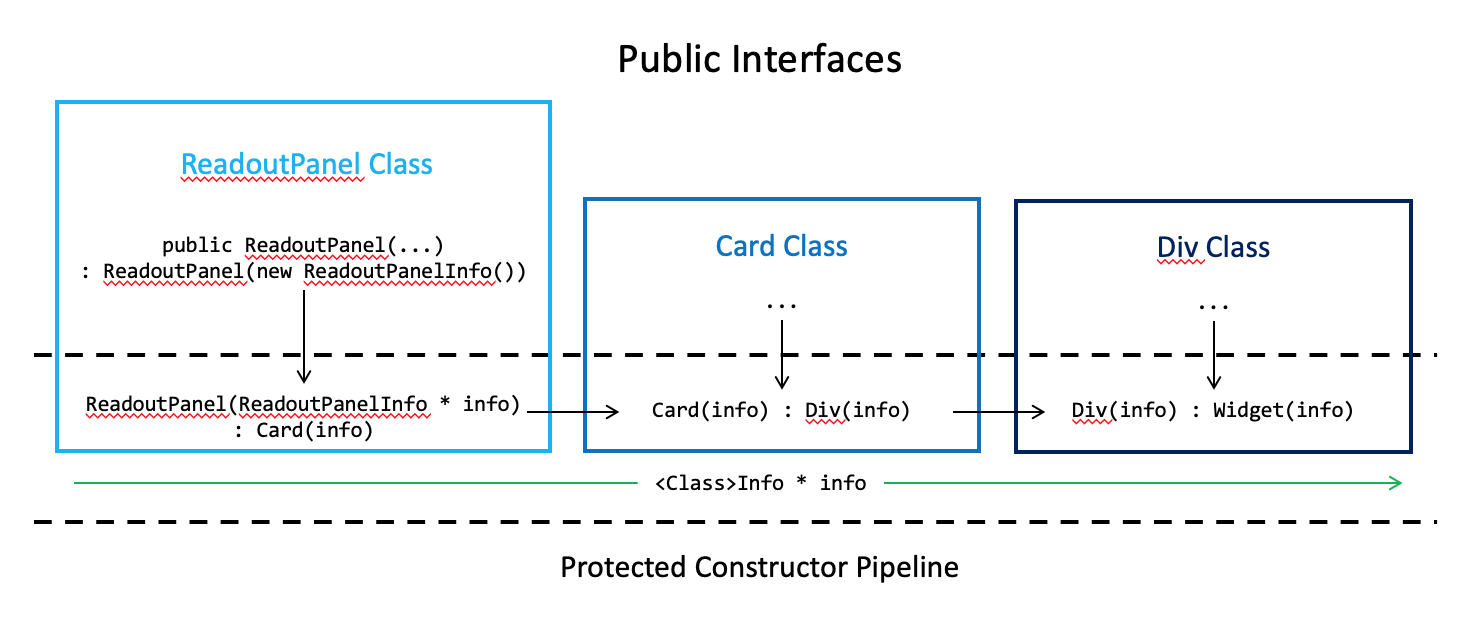 Public Interfaces
ReadoutPanel Class
public ReadoutPanel(...)
: ReadoutPanel(new ReadoutPanelInfo())
ReadoutPanel(ReadoutPanelInfo * info)
: Card(info)
Card Class
...
Card(info) : Div(info)
Div Class
...
Div(info) : Widget(info)
<Class>Info * info
Protected Constructor Pipeline